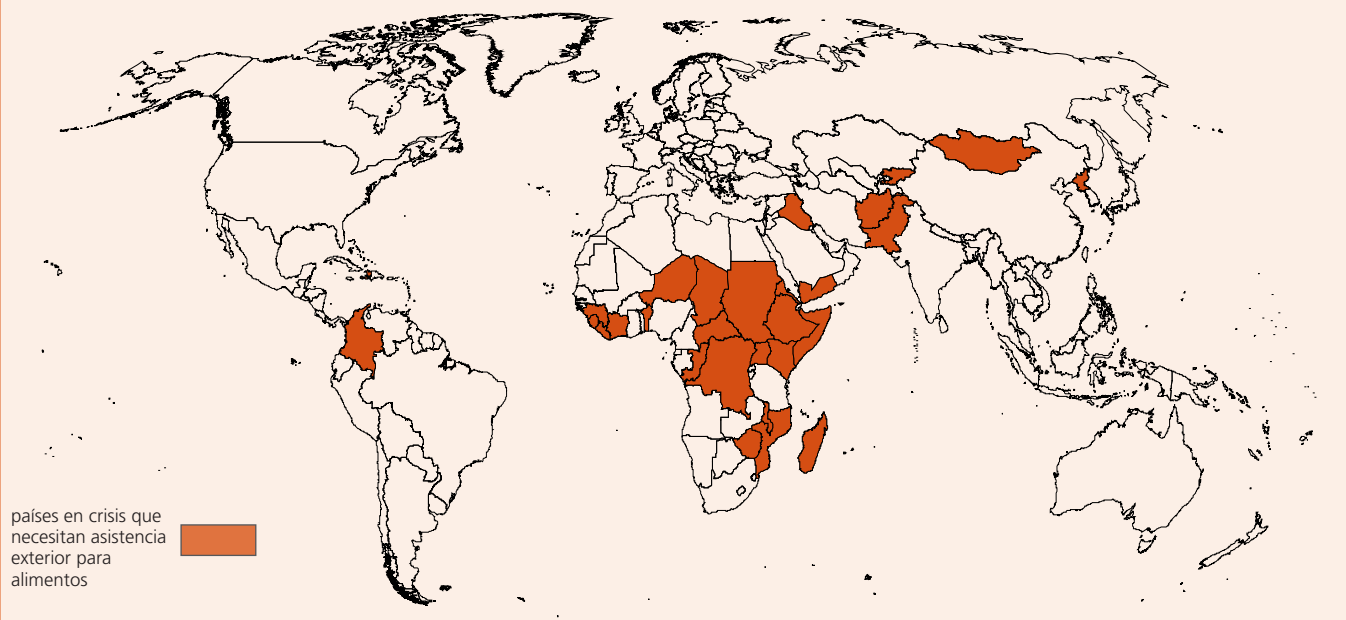 países en crisis que
necesitan asistencia
exterior para
alimentos